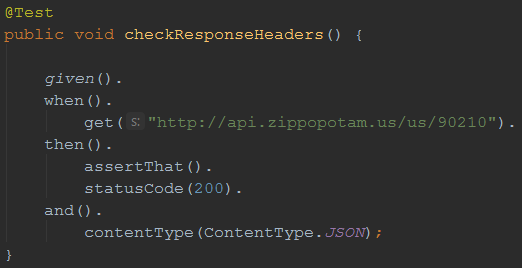 @Test
public void checkResponseHeaders() {
given().
when().
get( s: "http://api.zippopotam.us/us/90210").
then().
assertThat().
statusCode(200).
and().
contentType(ContentType.JSON);
}